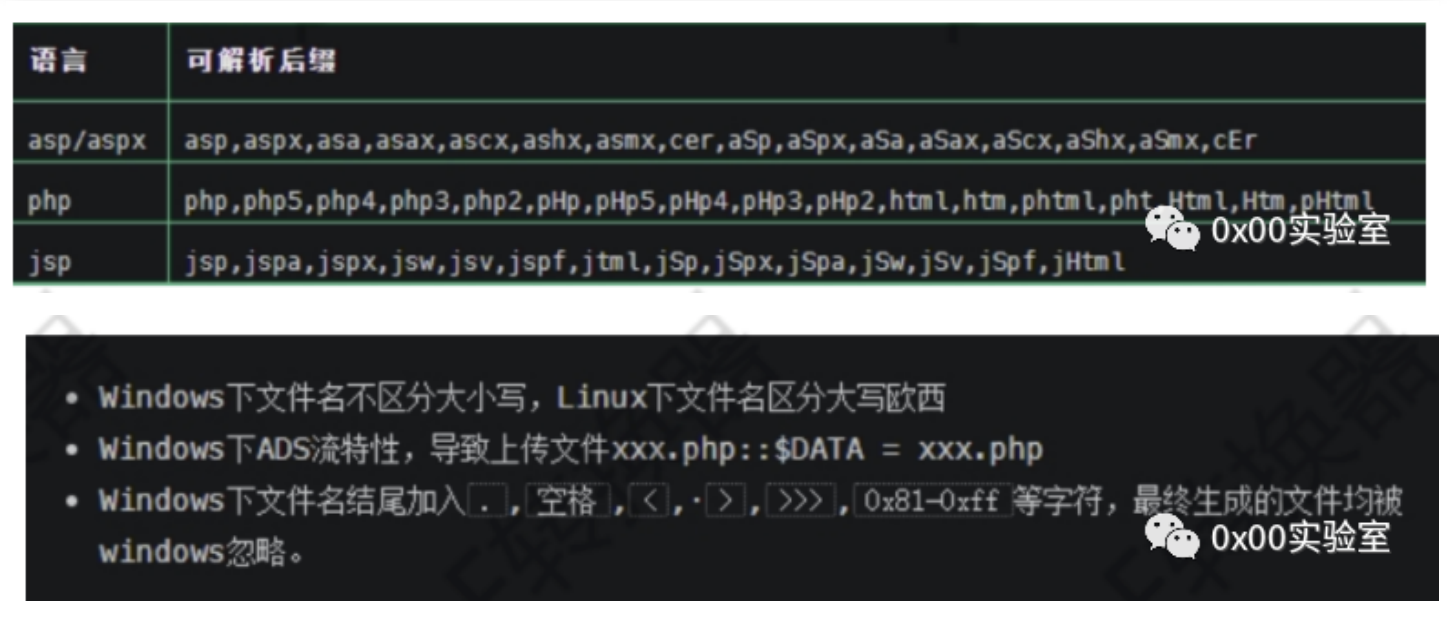 语言 可解析后缀
asp/aspx asp,aspx,asa,asax,ascx,ashx,asmx,cer,aSp,aSpx,aSa,aSax,aScx,aShx,aSmx,cEr
php php,php5,php4,php3,php2,pHp,pHp5,pHp4,pHp3,pHp2,html,htm,phtml,pht,Html,Htm,pHtml
0x00实验室
jsp jsp,jspa,jspx,jsw,jsv,jspf,jtml,jSp,jSpx,jSpa,jSw,jSv,jSpf,jHtml
• Windows下文件名不区分大小写，Linux下文件名区分大写欧西
• Windows下ADS流特性，导致上传文件xxx.php::$DATA = xxx.php
• Windows下文件名结尾加入 . , 空格 , < ,· > , >>> , 0x81-0xff 等字符，最终生成的文件均被
windows忽略。
0x00实验室
转换器